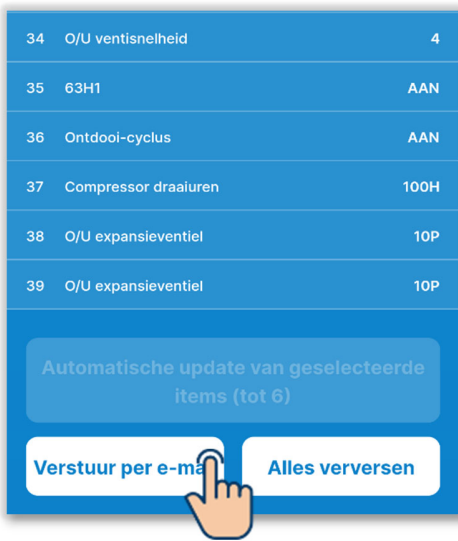 34 O/U ventisnelheid 4
35 63H1 AAN
36 Ontdooi-cyclus AAN
37 Compressor draaiuren 100H
38 O/U expansieventiel 10P
39 O/U expansieventiel 10P
Automatische update van geselecteerde
items (tot 6)
Verstuur per Alles verversen